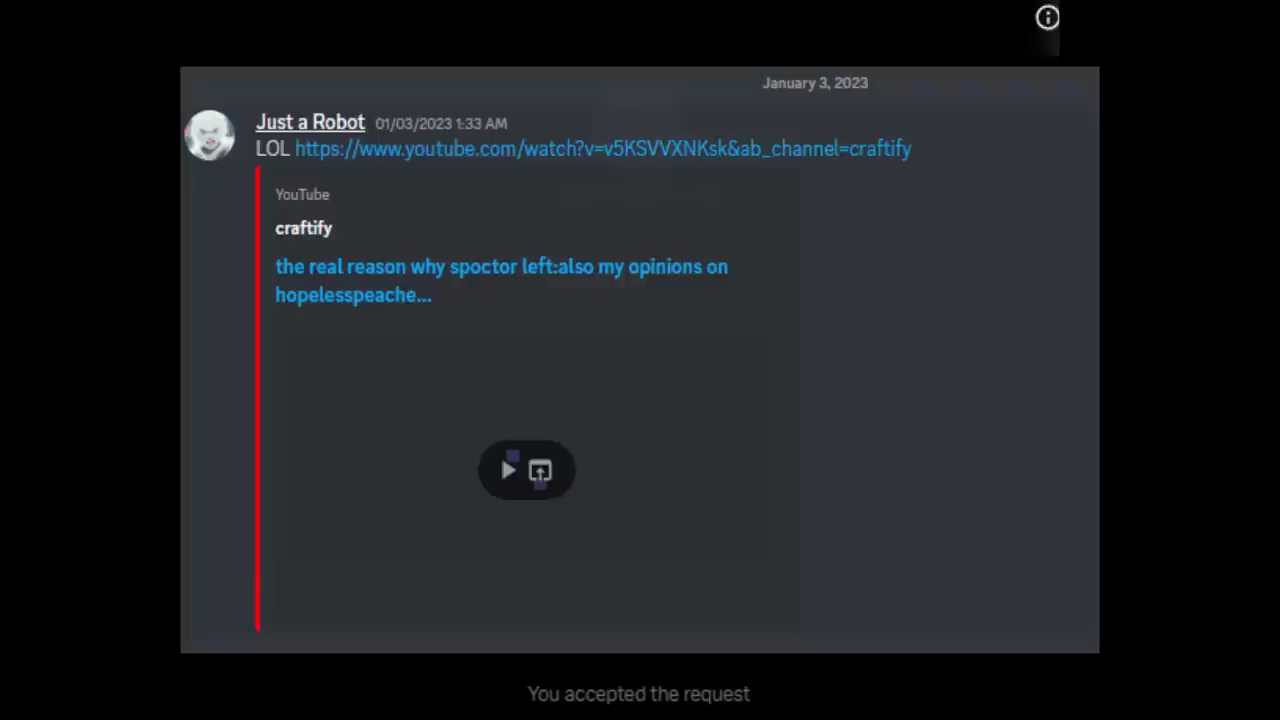 January 3, 2023
Just a Robot 01/03/2023 1:33 AM
LOL https://www.youtube.com/watch?v=v5KSVVXNKsk&ab_channel=craftify
YouTube
craftify
the real reason why spoctor left:also my opinions on
hopelesspeache...
You accepted the request